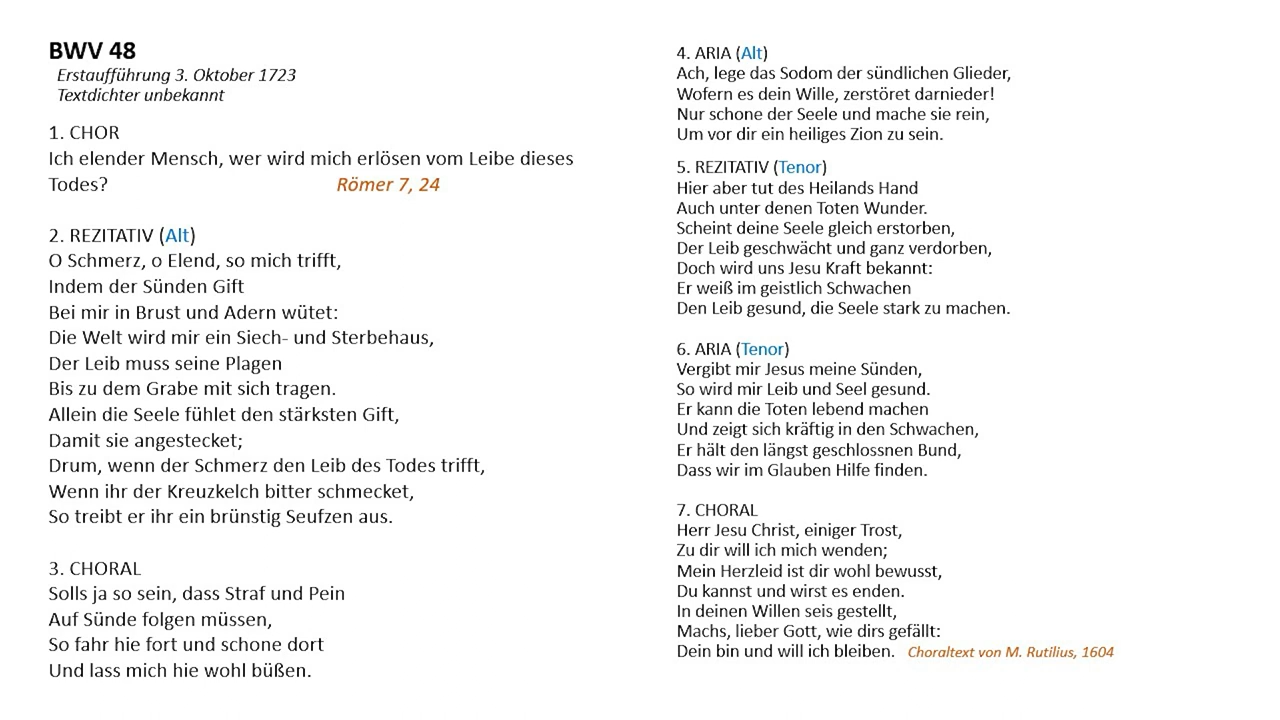 BWV 48
Erstaufführung 3. Oktober 1723
Textdichter unbekannt
1. CHOR
Ich elender Mensch, wer wird mich erlösen vom Leibe dieses
Todes? Römer 7, 24
2. REZITATIV (Alt)
O Schmerz, o Elend, so mich trifft,
Indem der Sünden Gift
Bei mir in Brust und Adern wütet:
Die Welt wird mir ein Siech- und Sterbehaus,
Der Leib muss seine Plagen
Bis zu dem Grabe mit sich tragen.
Allein die Seele fühlet den stärksten Gift,
Damit sie angestecket;
Drum, wenn der Schmerz den Leib des Todes trifft,
Wenn ihr der Kreuzkelch bitter schmecket,
So treibt er ihr ein brünstig Seufzen aus.
3. CHORAL
Solls ja so sein, dass Straf und Pein
Auf Sünde folgen müssen,
So fahr hie fort und schone dort
Und lass mich hie wohl büßen.
4. ARIA (Alt)
Ach, lege das Sodom der sündlichen Glieder,
Wofern es dein Wille, zerstöret darnieder!
Nur schone der Seele und mache sie rein,
Um vor dir ein heiliges Zion zu sein.
5. REZITATIV (Tenor)
Hier aber tut des Heilands Hand
Auch unter denen Toten Wunder.
Scheint deine Seele gleich erstorben,
Der Leib geschwächt und ganz verdorben,
Doch wird uns Jesu Kraft bekannt:
Er weiß im geistlich Schwachen
Den Leib gesund, die Seele stark zu machen.
6. ARIA (Tenor)
Vergibt mir Jesus meine Sünden,
So wird mir Leib und Seel gesund.
Er kann die Toten lebend machen
Und zeigt sich kräftig in den Schwachen,
Er hält den längst geschlossnen Bund,
Dass wir im Glauben Hilfe finden.
7. CHORAL
Herr Jesu Christ, einiger Trost,
Zu dir will ich mich wenden;
Mein Herzleid ist dir wohl bewusst,
Du kannst und wirst es enden.
In deinen Willen seis gestellt,
Machs, lieber Gott, wie dirs gefällt:
Dein bin und will ich bleiben. Choraltext von M. Rutilius, 1604